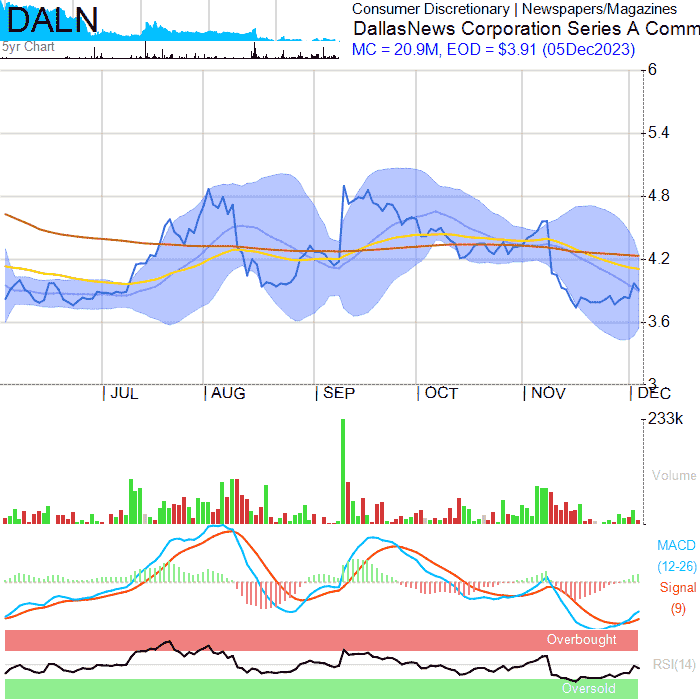 DALN
5yr Chart
Consumer Discretionary | Newspapers/Magazines
DallasNews Corporation Series A Comm
MC = 20.9M, EOD = $3.91 (05Dec2023)
6
5.4
4.8
4.2
3.6
3
JUL AUG SEP OCT NOV DEC
233k
Volume
MACD
(12-26)
Signal
(9)
Overbought
RSI(14)
Oversold